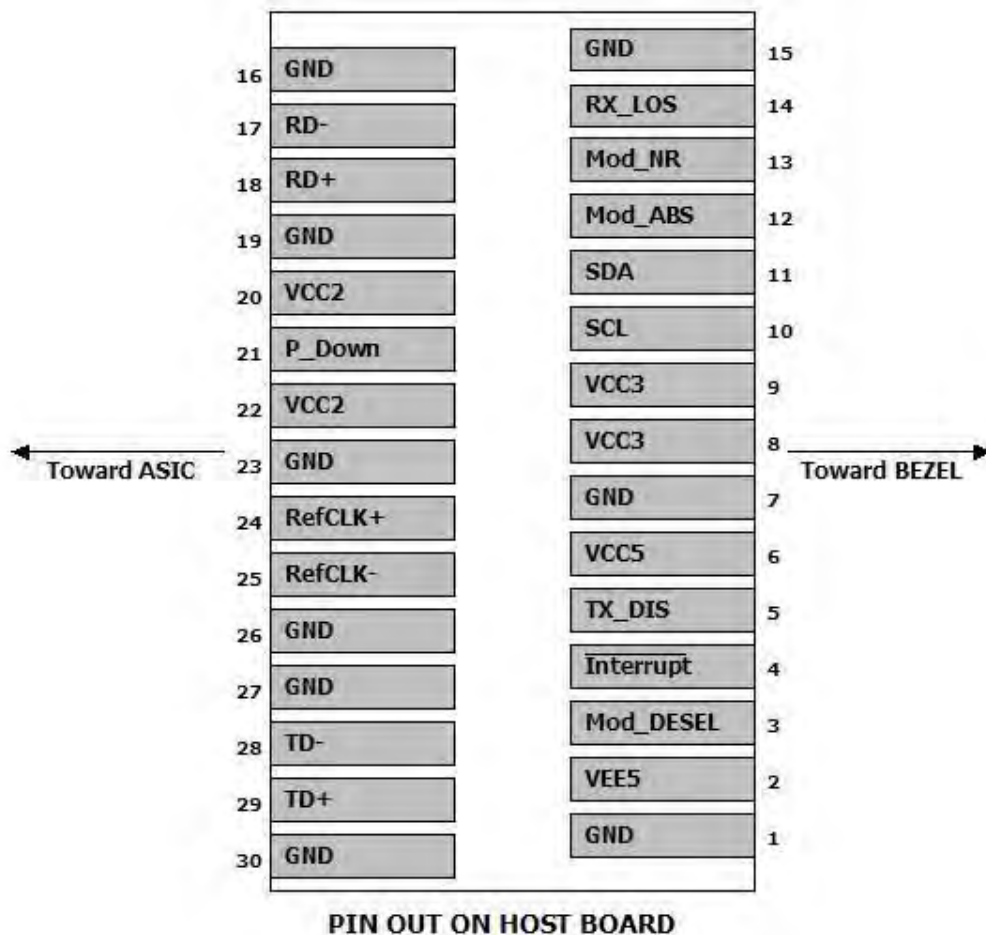 GND 15
16 GND
RX_LOS 14
17 RD-
Mod_NR 13
18 RD+
Mod_ABS 12
19 GND
SDA 11
20 VCC2
SCL 10
21 P_Down
VCC3 9
22 VCC2
VCC3 8
Toward ASIC 23 GND
Toward BEZEL
GND 7
24 RefCLK+
VCC5 6
25 RefCLK-
TX_DIS 5
26 GND
Interrupt 4
27 GND
Mod_DESEL 3
28 TD-
VEE5 2
29 TD+
GND 1
30 GND
PIN OUT ON HOST BOARD